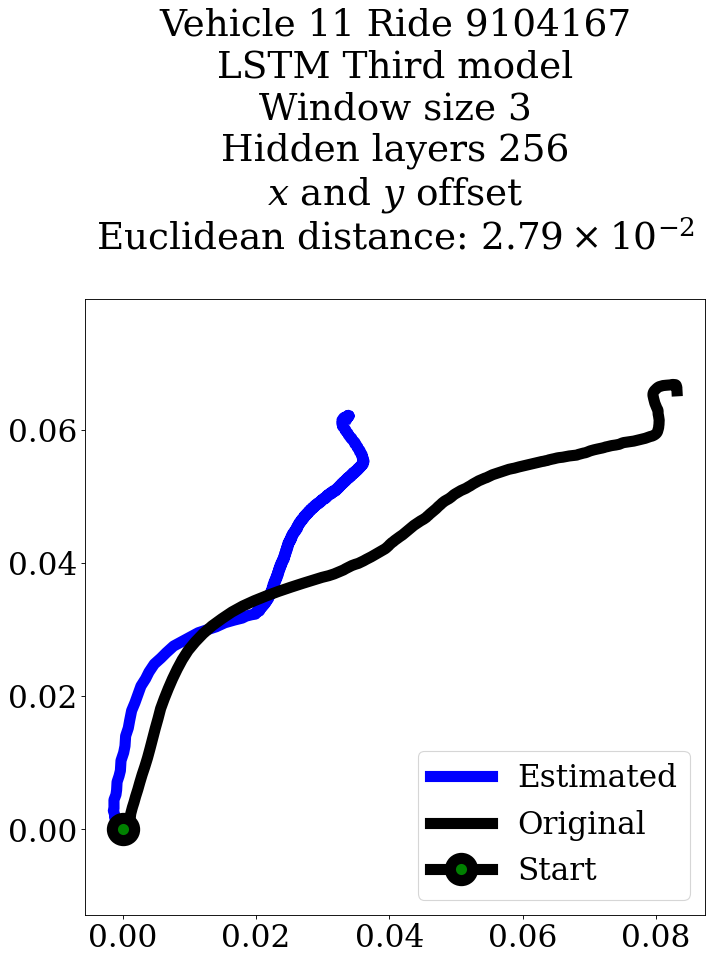 Vehicle 11 Ride 9104167
LSTM Third model
Window size 3
Hidden layers 256
x and y offset
Euclidean distance: 2.79 × 10⁻²
0.06
0.04
0.02
0.00
Estimated
Original
Start
0.00 0.02 0.04 0.06 0.08